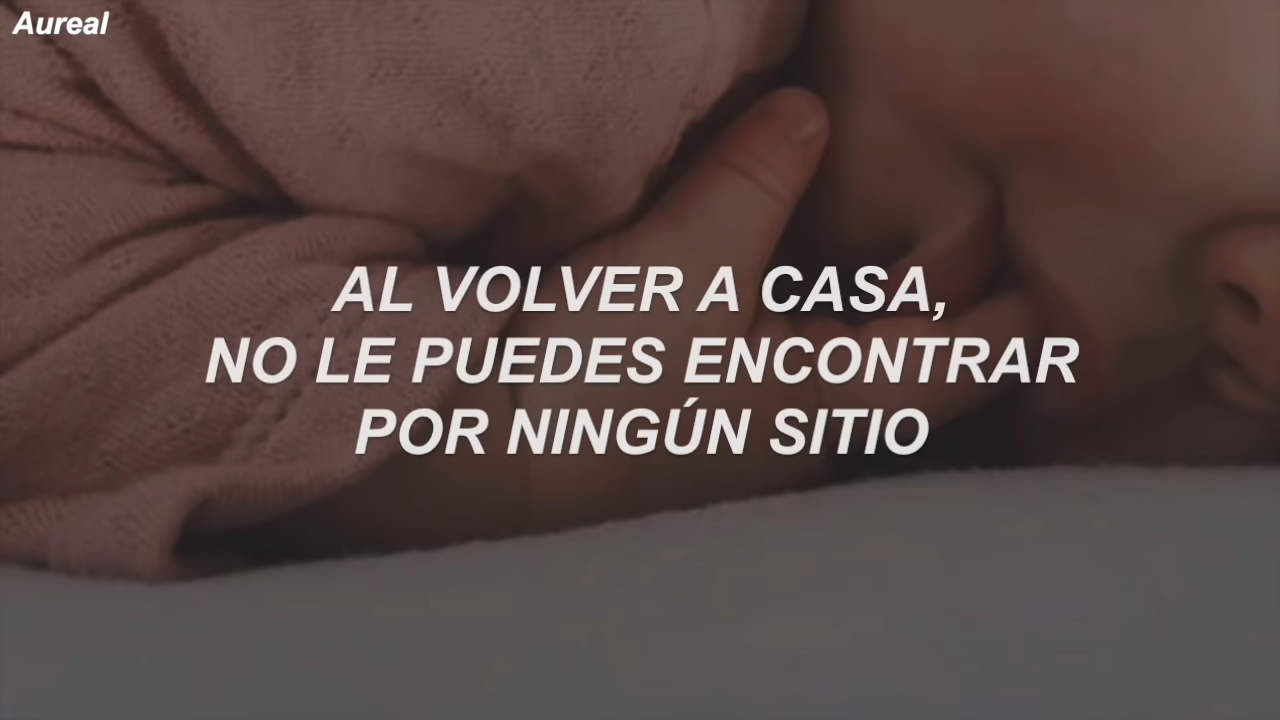 Aureal
AL VOLVER A CASA,
NO LE PUEDES ENCONTRAR
POR NINGÚN SITIO